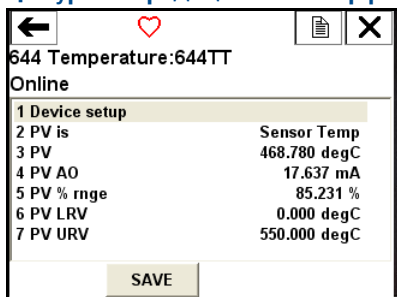 644 Temperature:644TT
Online
1 Device setup
2 PV is Sensor Temp
3 PV 468.780 degC
4 PV AO 17.637 mA
5 PV % rnge 85.231 %
6 PV LRV 0.000 degC
7 PV URV 550.000 degC
SAVE